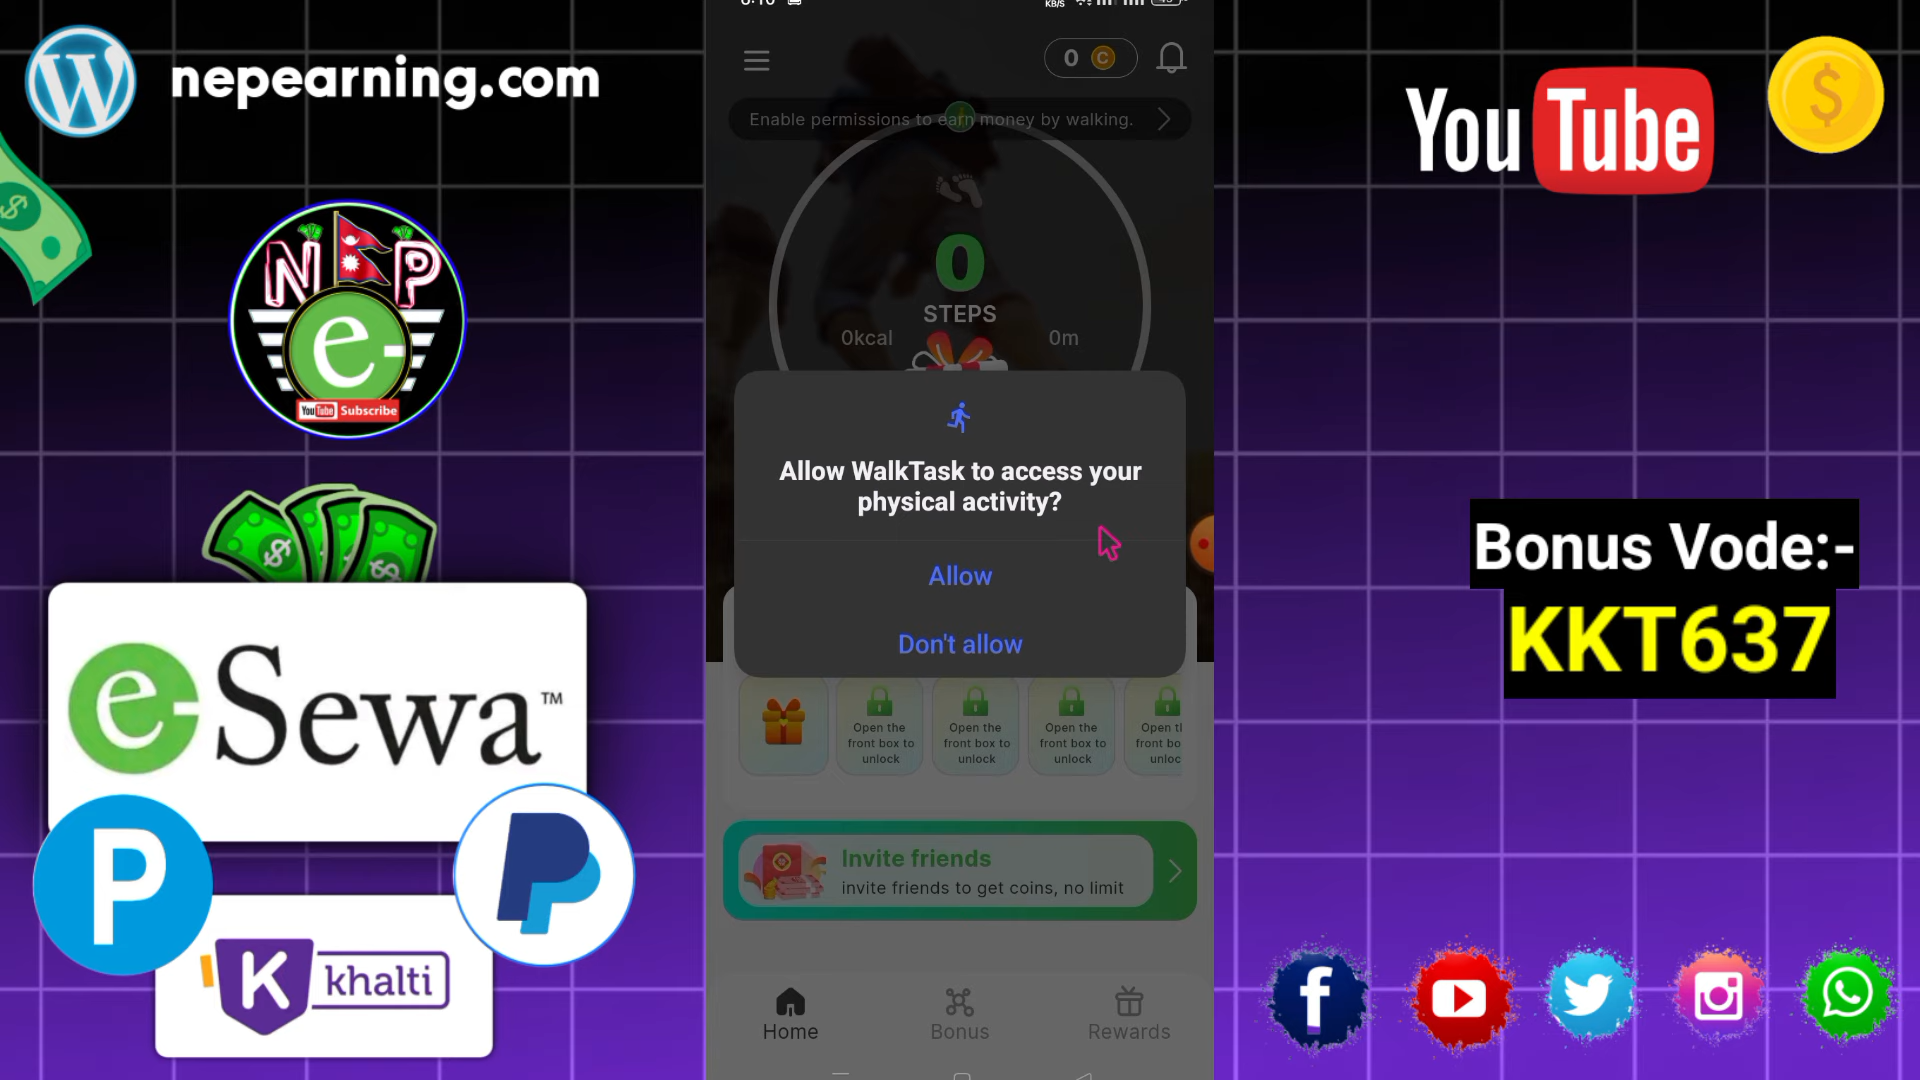 nepearning.com
N P
e-
YouTube Subscribe
e-Sewa™
P
K khalti
0 C
Enable permissions to earn money by walking.
0
STEPS
0kcal
0m
Allow WalkTask to access your
physical activity?
Allow
Don't allow
Open the
front box to
unlock
Open the
front box to
unlock
Open the
front box to
unlock
Invite friends
invite friends to get coins, no limit
Home
Bonus
Rewards
YouTube
Bonus Vode:-
KKT637